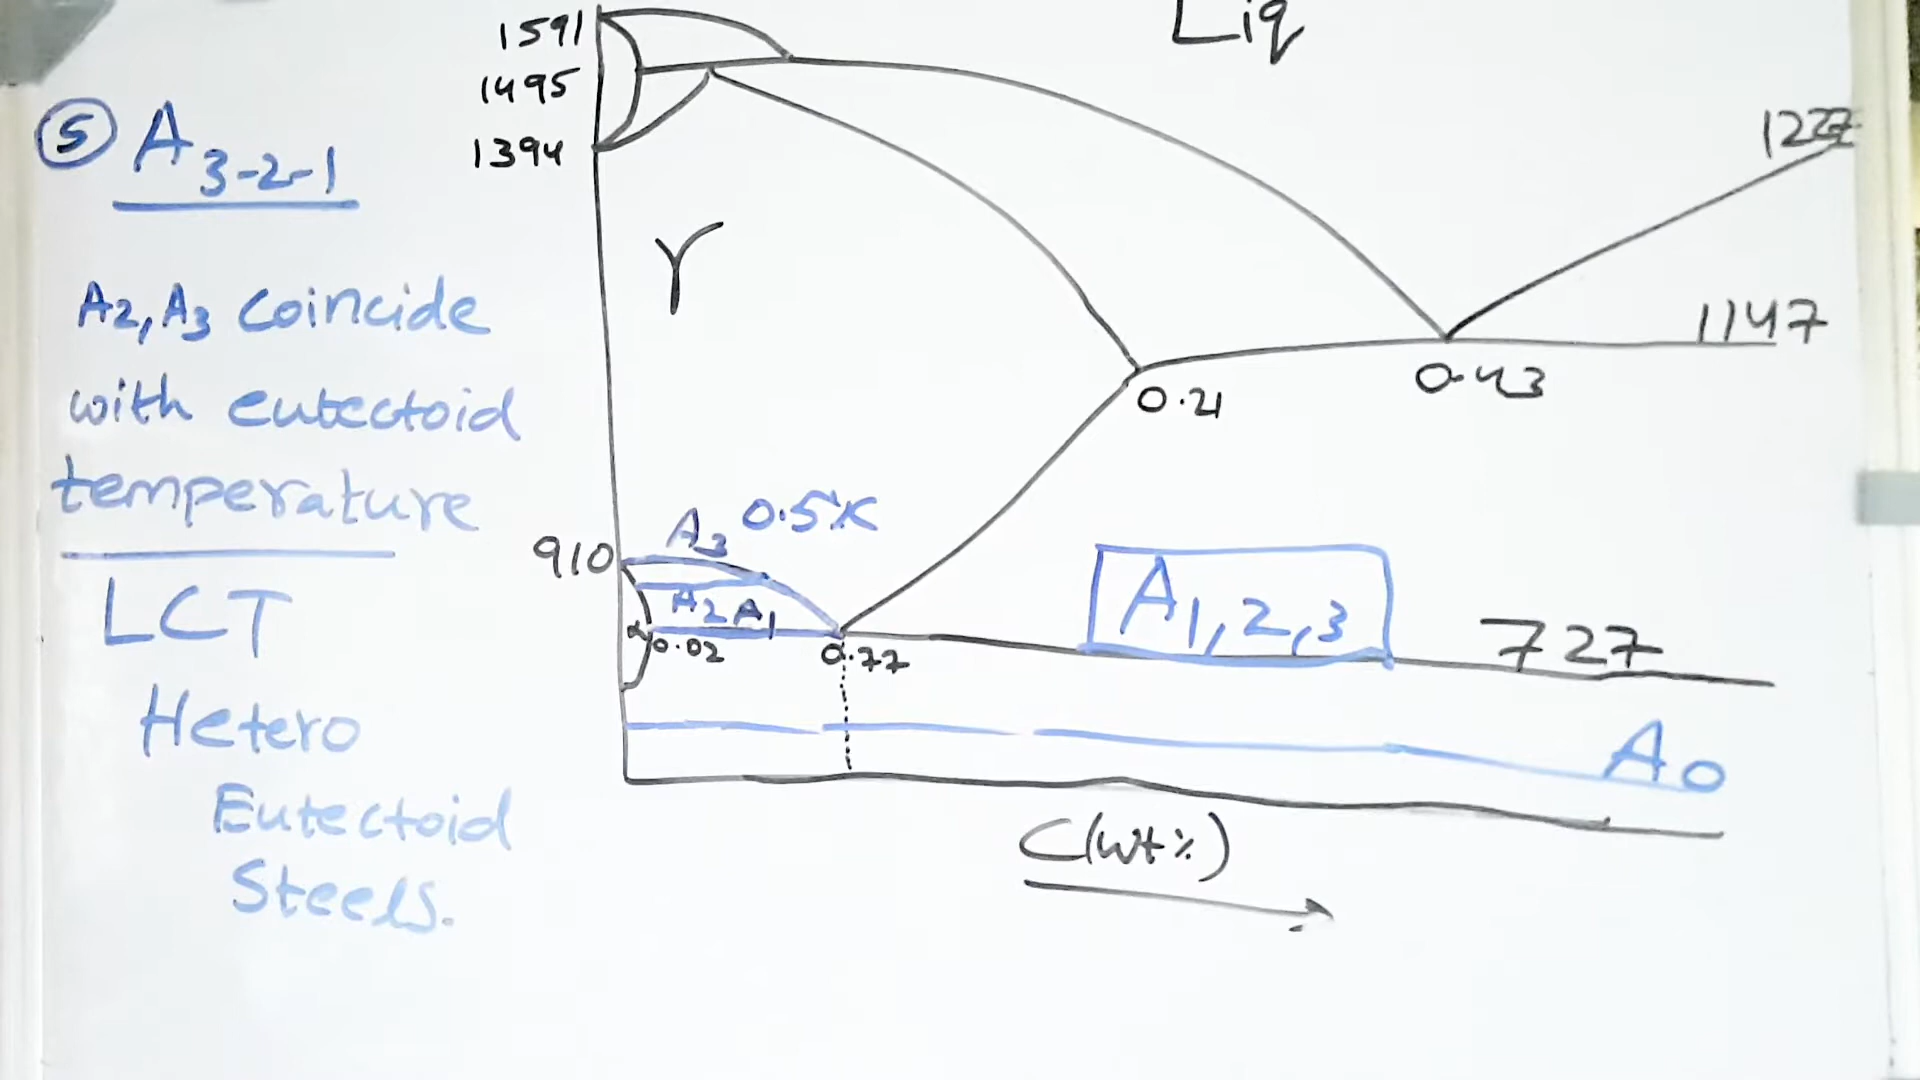 Liq
1591
1495
1394
1227
1147
⑤ A3-2-1
A2, A3 coincide
with eutectoid
temperature
LCT
Hetero
Eutectoid
Steels.
γ
0.21
0.43
910
A3 0.5%
A2 A1
α 0.02
0.77
A1,2,3
727
A0
C(wt%)